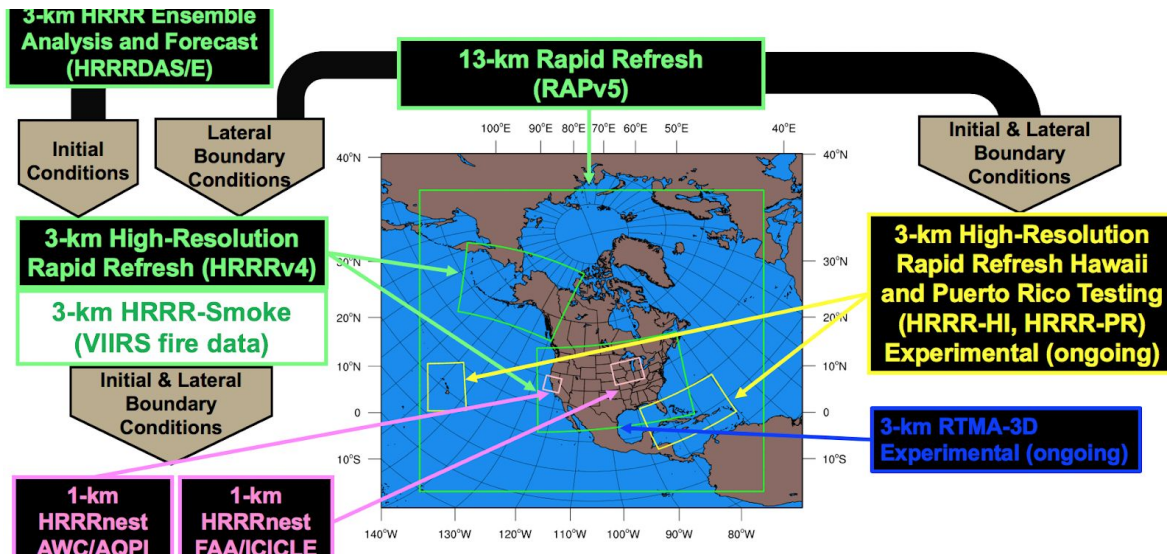 3-km HRRR Ensemble
Analysis and Forecast
(HRRRDAS/E)
13-km Rapid Refresh
(RAPv5)
Initial
Conditions
Lateral
Boundary
Conditions
Initial & Lateral
Boundary
Conditions
3-km High-Resolution
Rapid Refresh (HRRRv4)
3-km HRRR-Smoke
(VIIRS fire data)
Initial & Lateral
Boundary
Conditions
1-km
HRRRnest
AWC/AQPI
1-km
HRRRnest
FAA/ICICLE
100°E 90°E 80°E 70°E 60°E 50°E 40°E
40°N
30°N
20°N
10°N
0
10°S
40°N
30°N
20°N
10°N
0
10°S
140°W 130°W 120°W 110°W 100°W 90°W 80°W
3-km High-Resolution
Rapid Refresh Hawaii
and Puerto Rico Testing
(HRRR-HI, HRRR-PR)
Experimental (ongoing)
3-km RTMA-3D
Experimental (ongoing)